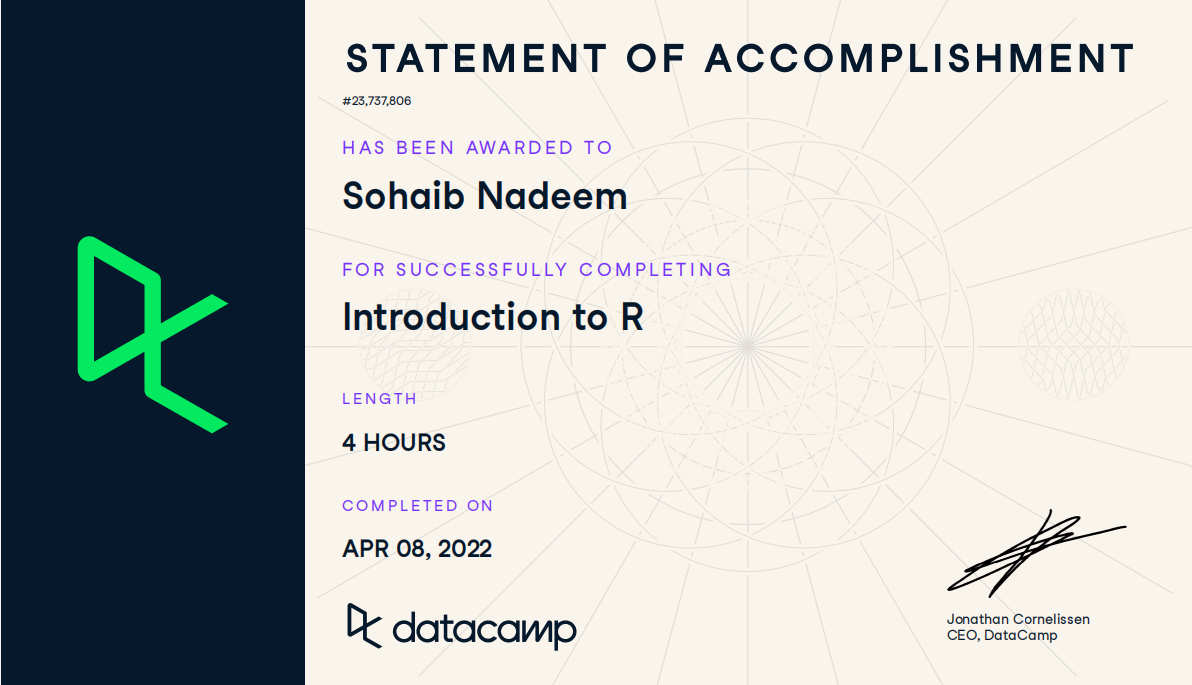 STATEMENT OF ACCOMPLISHMENT
#23,737,806
HAS BEEN AWARDED TO
Sohaib Nadeem
FOR SUCCESSFULLY COMPLETING
Introduction to R
LENGTH
4 HOURS
COMPLETED ON
APR 08, 2022
datacamp
Jonathan Cornelissen
CEO, DataCamp